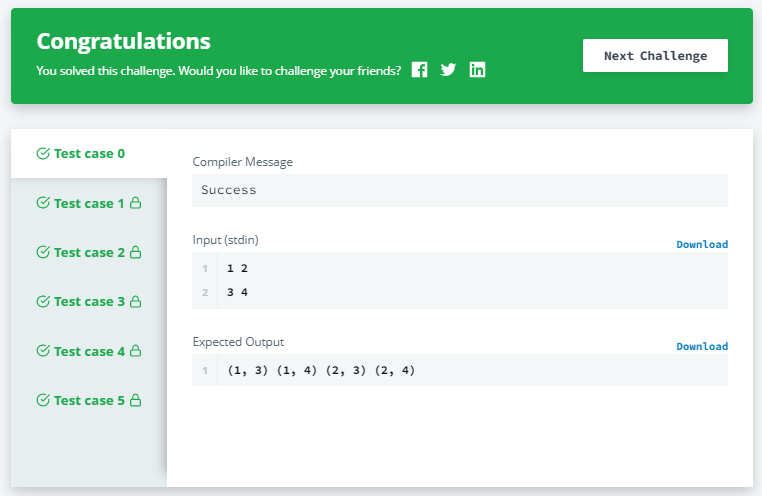 Congratulations
You solved this challenge. Would you like to challenge your friends?
Next Challenge
Test case 0
Test case 1
Test case 2
Test case 3
Test case 4
Test case 5
Compiler Message
Success
Input (stdin)
Download
1 1 2
2 3 4
Expected Output
Download
1 (1, 3) (1, 4) (2, 3) (2, 4)